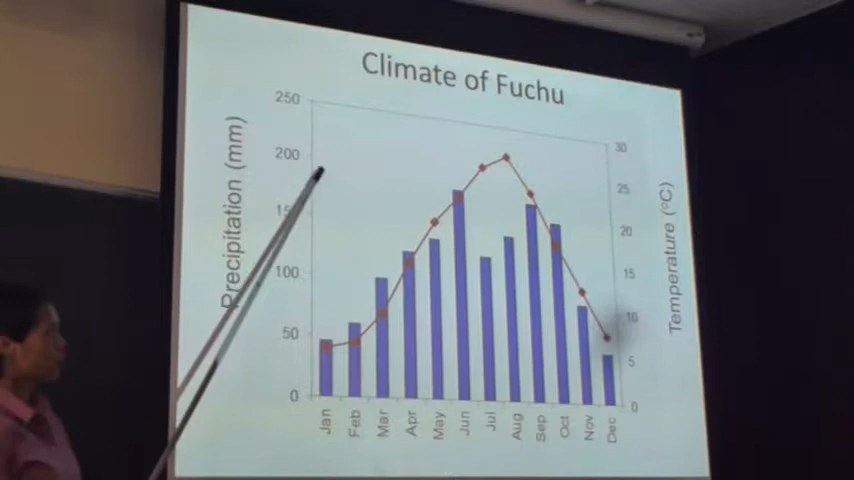 Climate of Fuchu
Precipitation (mm)
250
200
15
100
50
0
30
25
20
15
10
5
0
Temperature (°C)
Jan
Feb
Mar
Apr
May
Jun
Jul
Aug
Sep
Oct
Nov
Dec